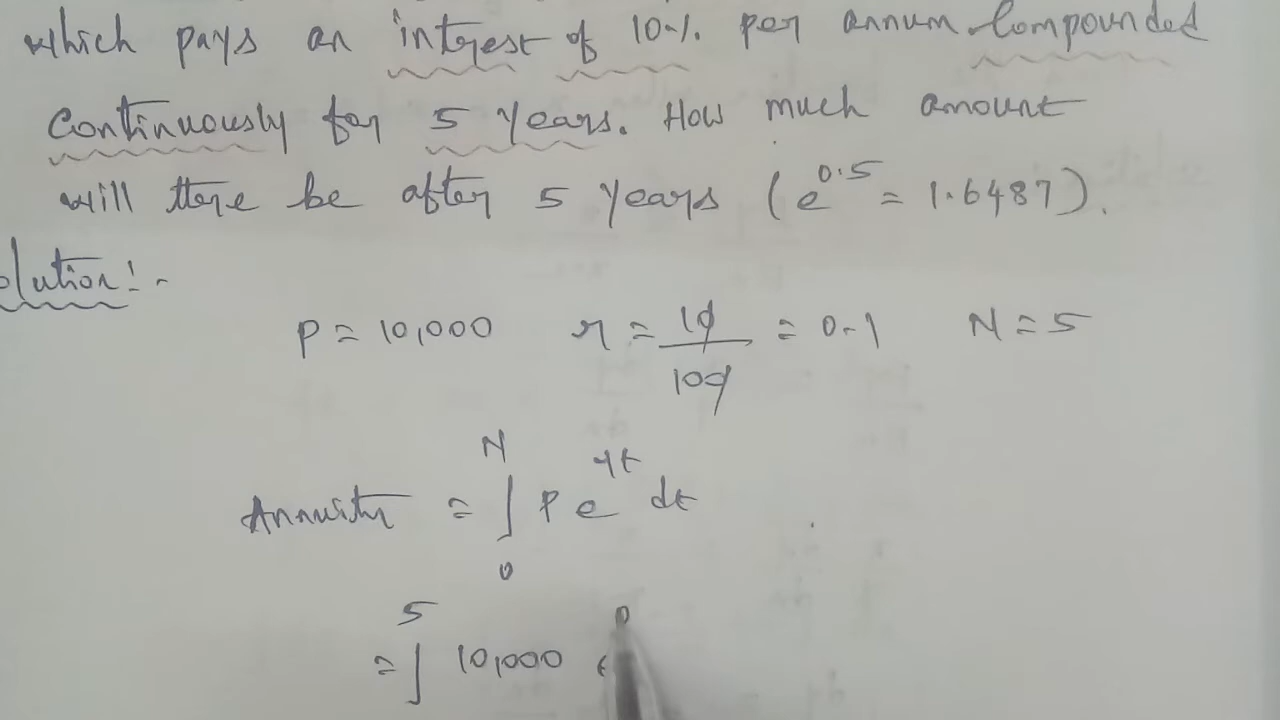 which pays an interest of 10% per annum compounded
continuously for 5 years. How much amount
will there be after 5 years (e^0.5 = 1.6487).
olution:-
P = 10,000 r = 10/100 = 0.1 N = 5
Annuity = ∫_0^N P e^rt dt
= ∫^5 10,000